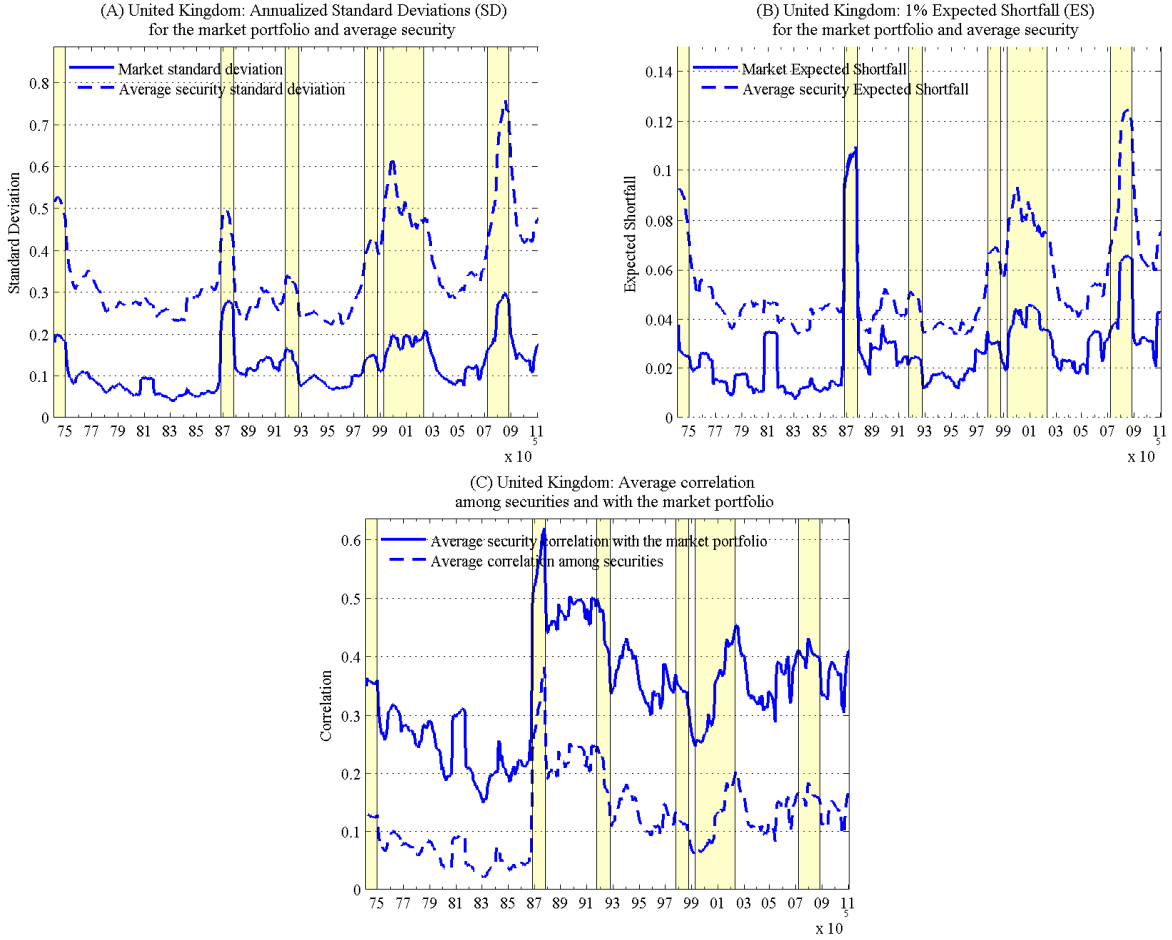 (A) United Kingdom: Annualized Standard Deviations (SD)
for the market portfolio and average security
Market standard deviation
Average security standard deviation
Standard Deviation
0.8
0.7
0.6
0.5
0.4
0.3
0.2
0.1
0
75 77 79 81 83 85 87 89 91 93 95 97 99 01 03 05 07 09 11
x 10^5
(B) United Kingdom: 1% Expected Shortfall (ES)
for the market portfolio and average security
Market Expected Shortfall
Average security Expected Shortfall
Expected Shortfall
0.14
0.12
0.1
0.08
0.06
0.04
0.02
0
75 77 79 81 83 85 87 89 91 93 95 97 99 01 03 05 07 09 11
x 10^5
(C) United Kingdom: Average correlation
among securities and with the market portfolio
Average security correlation with the market portfolio
Average correlation among securities
Correlation
0.6
0.5
0.4
0.3
0.2
0.1
0
75 77 79 81 83 85 87 89 91 93 95 97 99 01 03 05 07 09 11
x 10^5